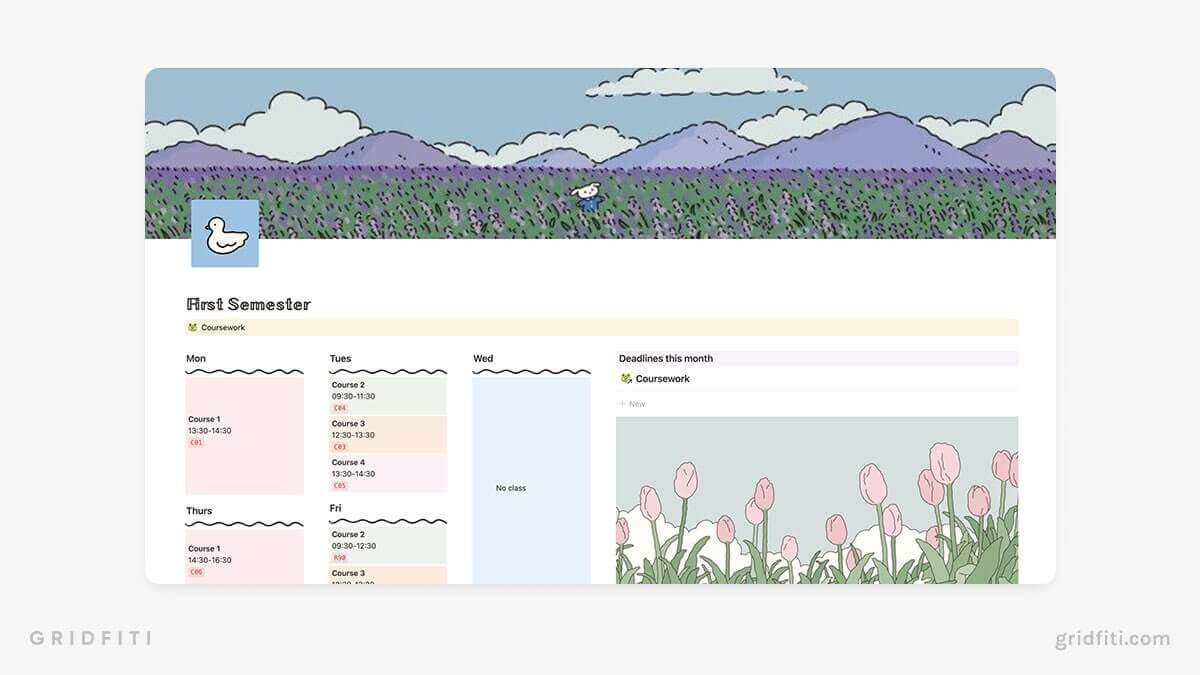 First Semester
Coursework
Mon
Course 1
13:30-14:30
C01
Tues
Course 2
09:30-11:30
C04
Course 3
12:30-13:30
C03
Course 4
13:30-14:30
C05
Wed
No class
Thurs
Course 1
14:30-16:30
C06
Fri
Course 2
09:30-12:30
R90
Course 3
Deadlines this month
Coursework
+ New
GRIDFITI
gridfiti.com